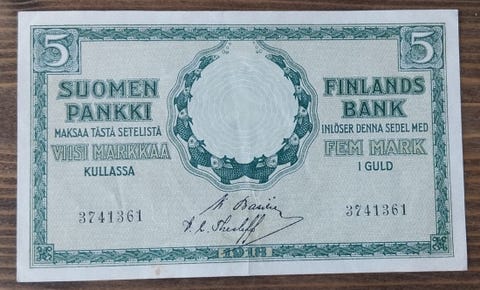 5 5
SUOMEN
PANKKI
MAKSAA TÄSTÄ SETELISTÄ
VIISI MARKKAA
KULLASSA
3741361
FINLANDS
BANK
INLÖSER DENNA SEDEL MED
FEM MARK
I GULD
3741361
1918